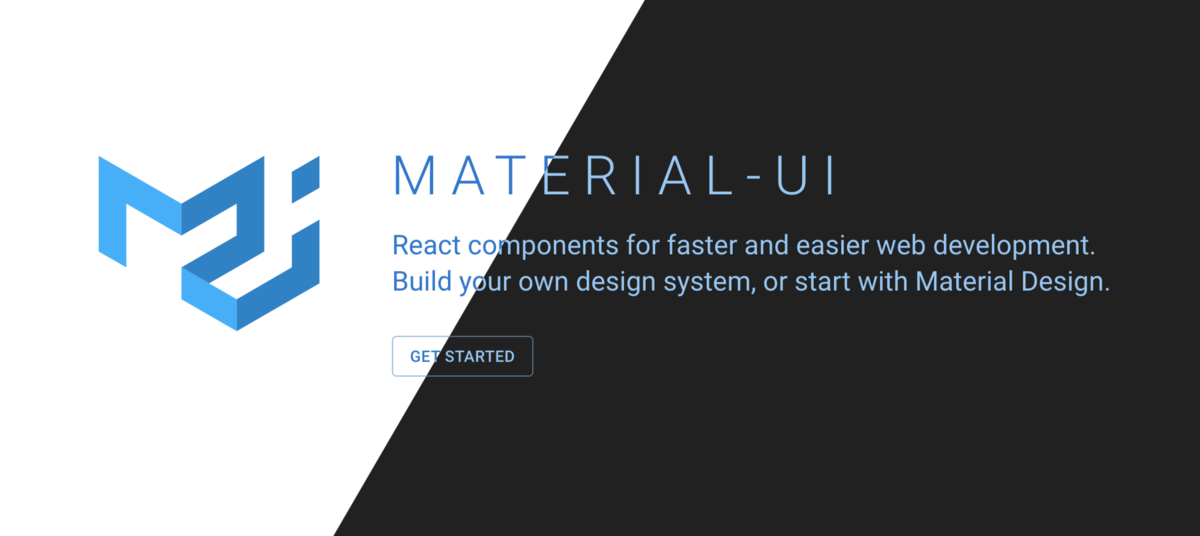 MATERIAL-UI
React components for faster and easier web development.
Build your own design system, or start with Material Design.
GET STARTED